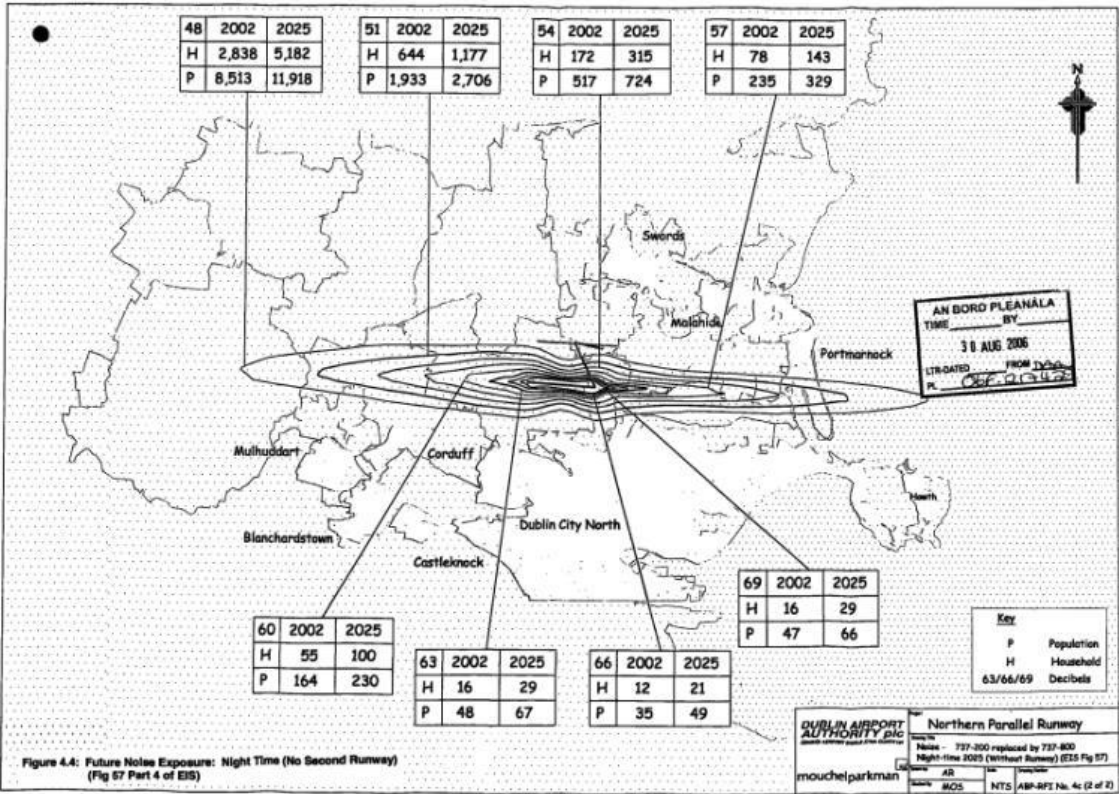 48 2002 2025
H 2,838 5,182
P 8,513 11,918
51 2002 2025
H 644 1,177
P 1,933 2,706
54 2002 2025
H 172 315
P 517 724
57 2002 2025
H 78 143
P 235 329
N
Swords
Malahide
Portmarnock
AN BORD PLEANÁLA
TIME BY
30 AUG 2006
LTR-DATED FROM
PL
Mulhuddart
Corduff
Howth
Blanchardstown
Dublin City North
Castleknock
69 2002 2025
H 16 29
P 47 66
60 2002 2025
H 55 100
P 164 230
63 2002 2025
H 16 29
P 48 67
66 2002 2025
H 12 21
P 35 49
Key
P Population
H Household
63/66/69 Decibels
DUBLIN AIRPORT
AUTHORITY plc
Northern Parallel Runway
Noise - 737-200 replaced by 737-800
Night-time 2025 (Without Runway) (EIS Fig 57)
mouchelparkman
AR
MOS
NTS
ABP-RFI No. 4c (2 of 2)
Figure 4.4: Future Noise Exposure: Night Time (No Second Runway)
(Fig 57 Part 4 of EIS)